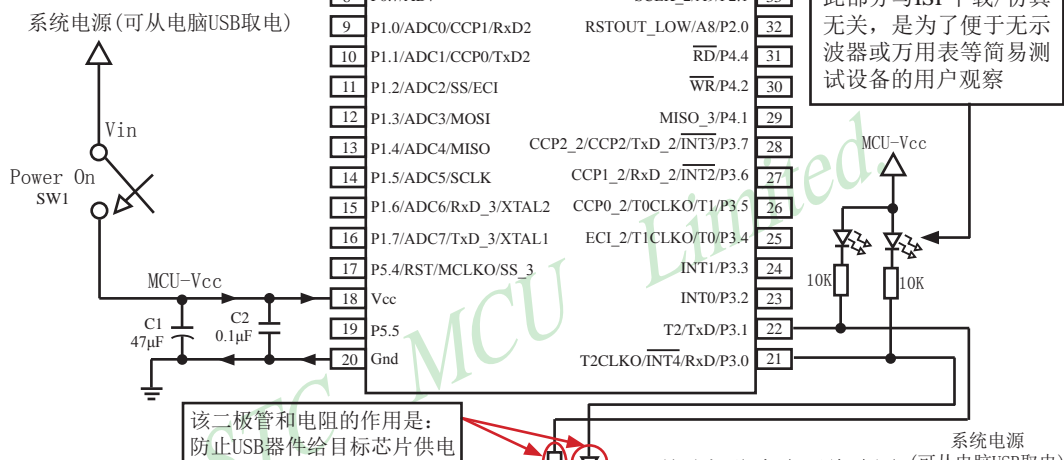 系统电源(可从电脑USB取电)
Vin
Power On
SW1
MCU-Vcc
C1
47μF
C2
0.1μF
9 P1.0/ADC0/CCP1/RxD2
10 P1.1/ADC1/CCP0/TxD2
11 P1.2/ADC2/SS/ECI
12 P1.3/ADC3/MOSI
13 P1.4/ADC4/MISO
14 P1.5/ADC5/SCLK
15 P1.6/ADC6/RxD_3/XTAL2
16 P1.7/ADC7/TxD_3/XTAL1
17 P5.4/RST/MCLKO/SS_3
18 Vcc
19 P5.5
20 Gnd
RSTOUT_LOW/A8/P2.0 32
RD/P4.4 31
WR/P4.2 30
MISO_3/P4.1 29
CCP2_2/CCP2/TxD_2/INT3/P3.7 28
CCP1_2/RxD_2/INT2/P3.6 27
CCP0_2/T0CLKO/T1/P3.5 26
ECI_2/T1CLKO/T0/P3.4 25
INT1/P3.3 24
INT0/P3.2 23
T2/TxD/P3.1 22
T2CLKO/INT4/RxD/P3.0 21
无关，是为了便于无示
波器或万用表等简易测
试设备的用户观察
MCU-Vcc
10K
10K
STC MCU Limited.
该二极管和电阻的作用是:
防止USB器件给目标芯片供电
系统电源
(可从电脑USB取电)